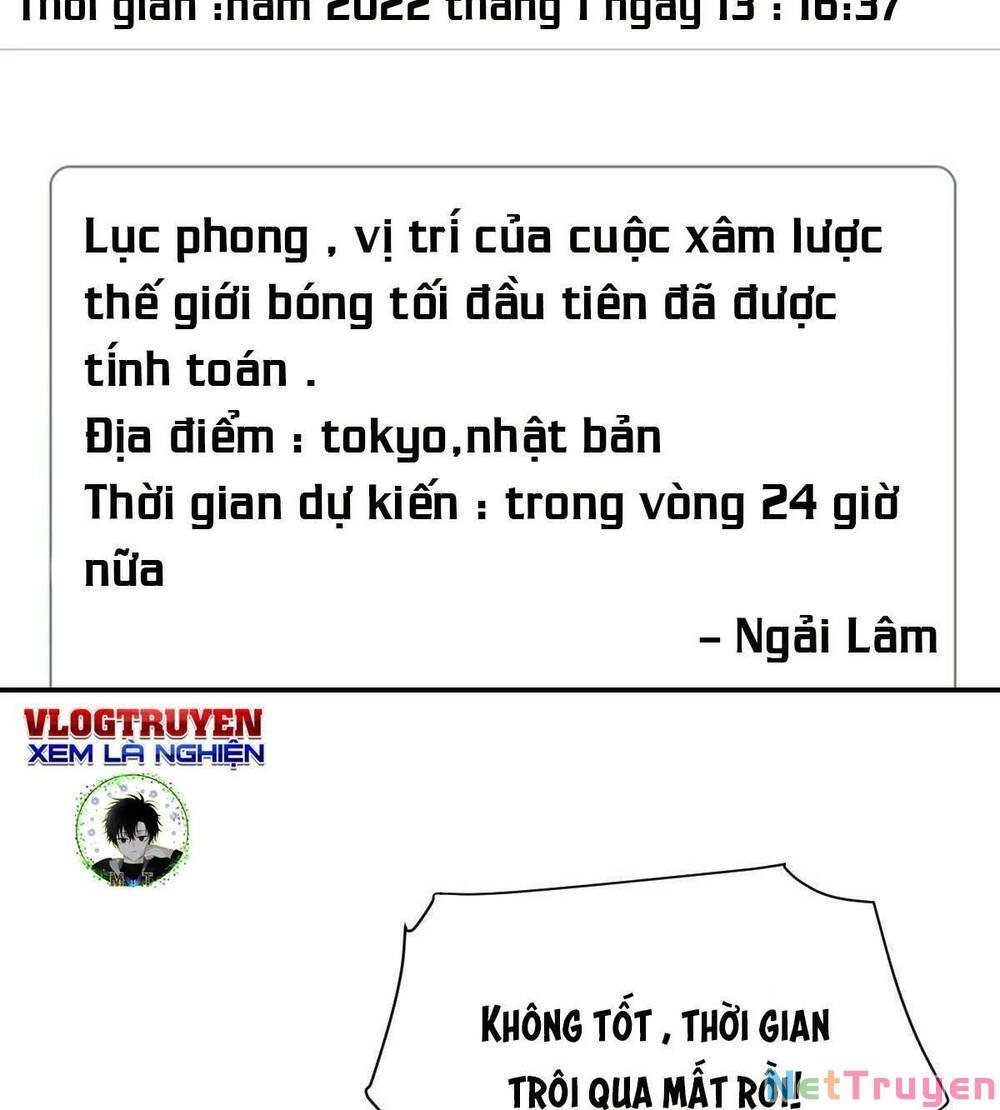 Thời gian :năm 2022 tháng 1 ngày 13 : 16:37
Lục phong , vị trí của cuộc xâm lược
thế giới bóng tối đầu tiên đã được
tính toán .
Địa điểm : tokyo,nhật bản
Thời gian dự kiến : trong vòng 24 giờ
nữa
– Ngải Lâm
VLOGTRUYEN
XEM LÀ NGHIỆN
M T
KHÔNG TỐT , THỜI GIAN
TRÔI QUA MẤT RỒI!
NetTruyen